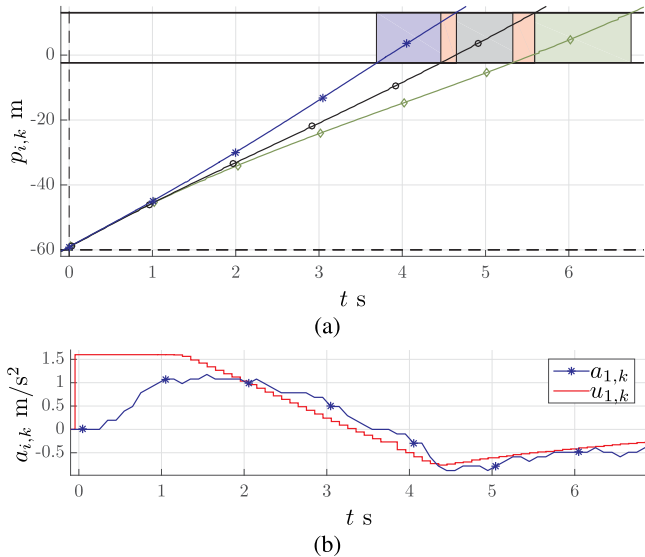 0
-20
-40
-60
p_{i,k} m
0 1 2 3 4 5 6
t s
(a)
1.5
1
0.5
0
-0.5
a_{i,k} m/s²
a_{1,k}
u_{1,k}
0 1 2 3 4 5 6
t s
(b)